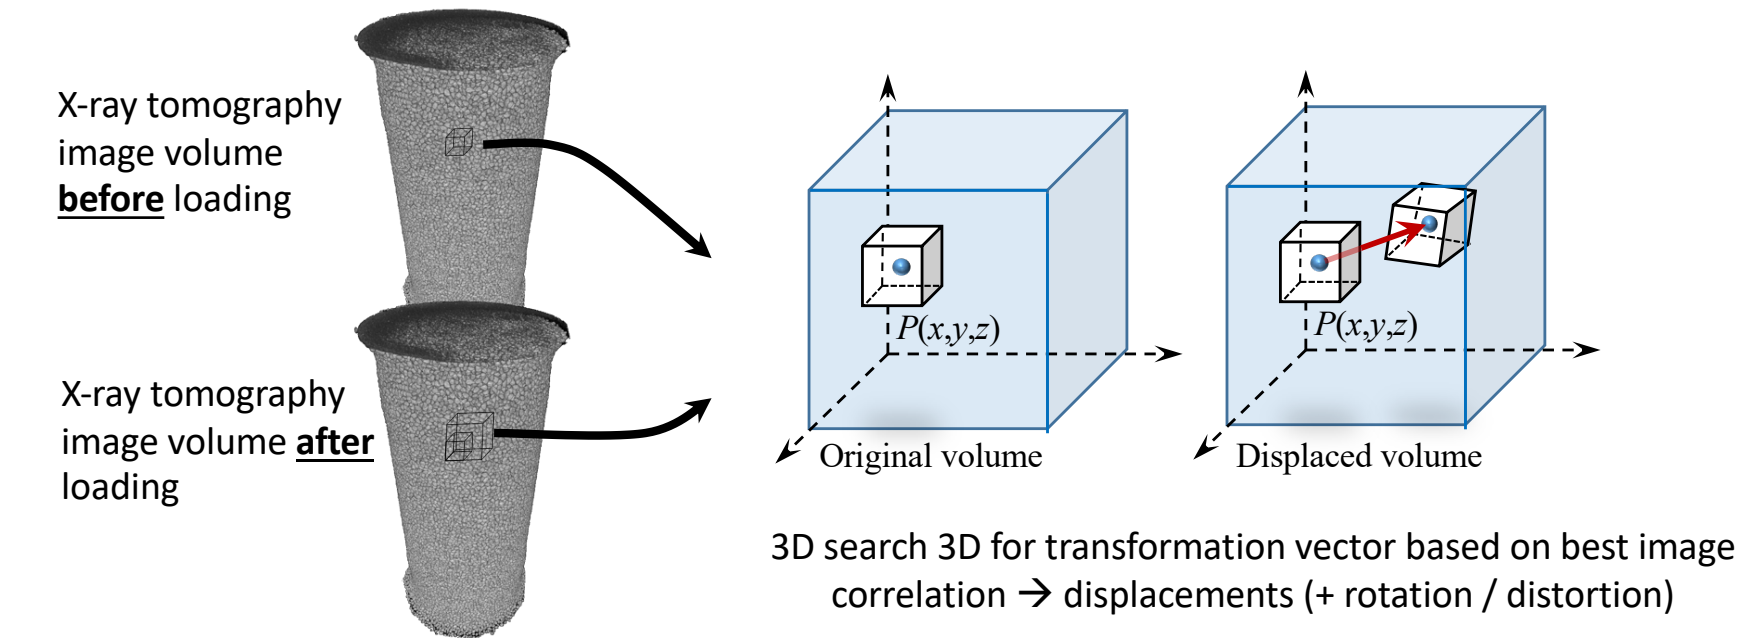 X-ray tomography
image volume
before loading
X-ray tomography
image volume after
loading
P(x,y,z)
Original volume
P(x,y,z)
Displaced volume
3D search 3D for transformation vector based on best image
correlation → displacements (+ rotation / distortion)